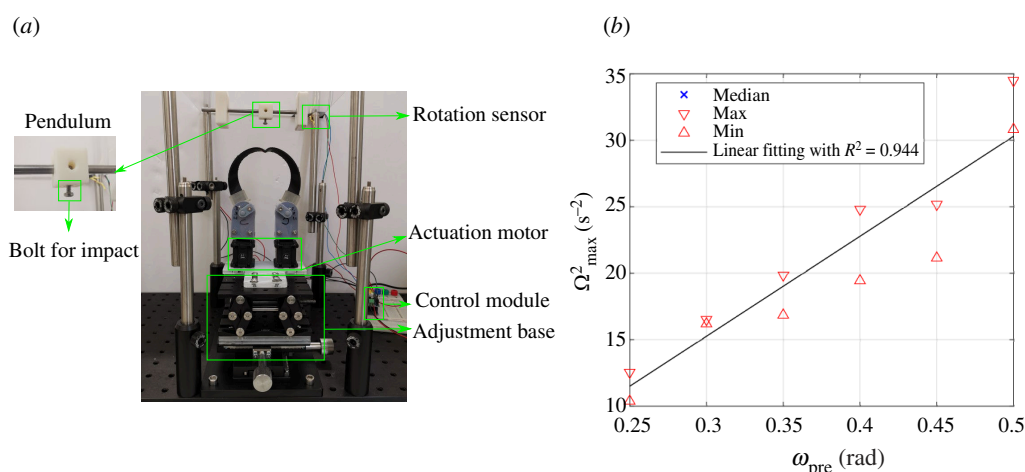 (a)
Pendulum
Bolt for impact
Rotation sensor
Actuation motor
Control module
Adjustment base
(b)
35
30
25
20
15
10
Ω²max (s⁻²)
Median
Max
Min
Linear fitting with R² = 0.944
0.25 0.3 0.35 0.4 0.45 0.5
ωpre (rad)